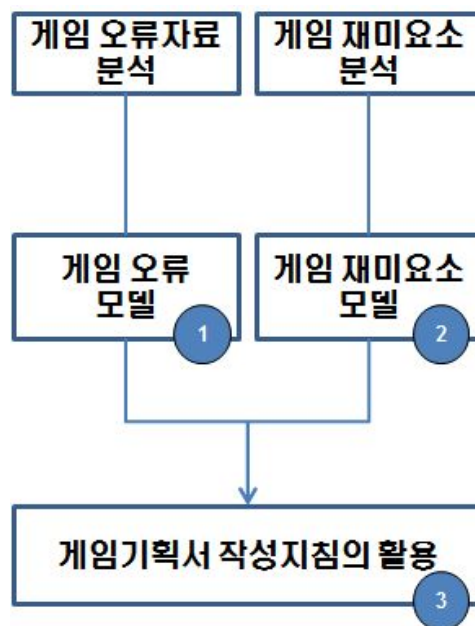 게임 오류자료
분석
게임 재미요소
분석
게임 오류
모델
1
게임 재미요소
모델
2
게임기획서 작성지침의 활용
3